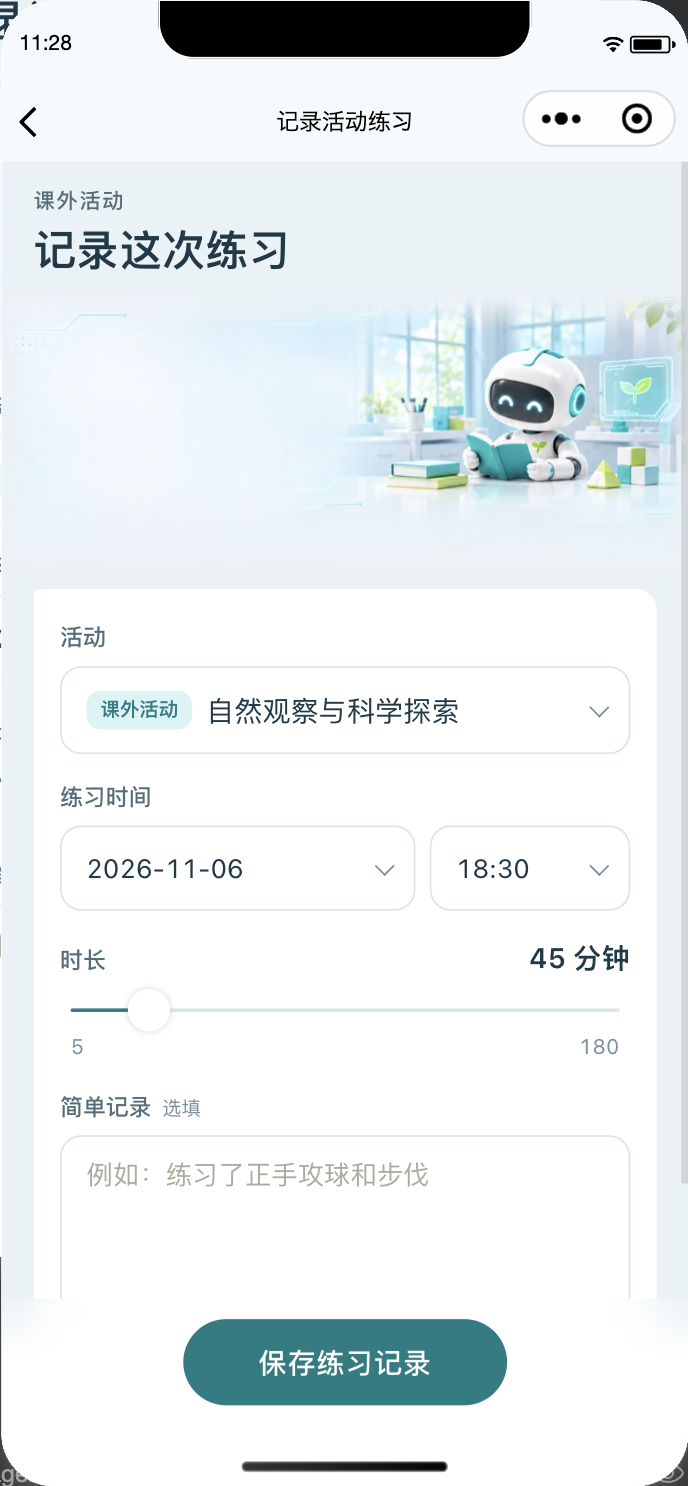 11:28
记录活动练习
课外活动
记录这次练习
活动
课外活动 自然观察与科学探索
练习时间
2026-11-06 18:30
时长 45 分钟
5 180
简单记录 选填
例如：练习了正手攻球和步伐
保存练习记录